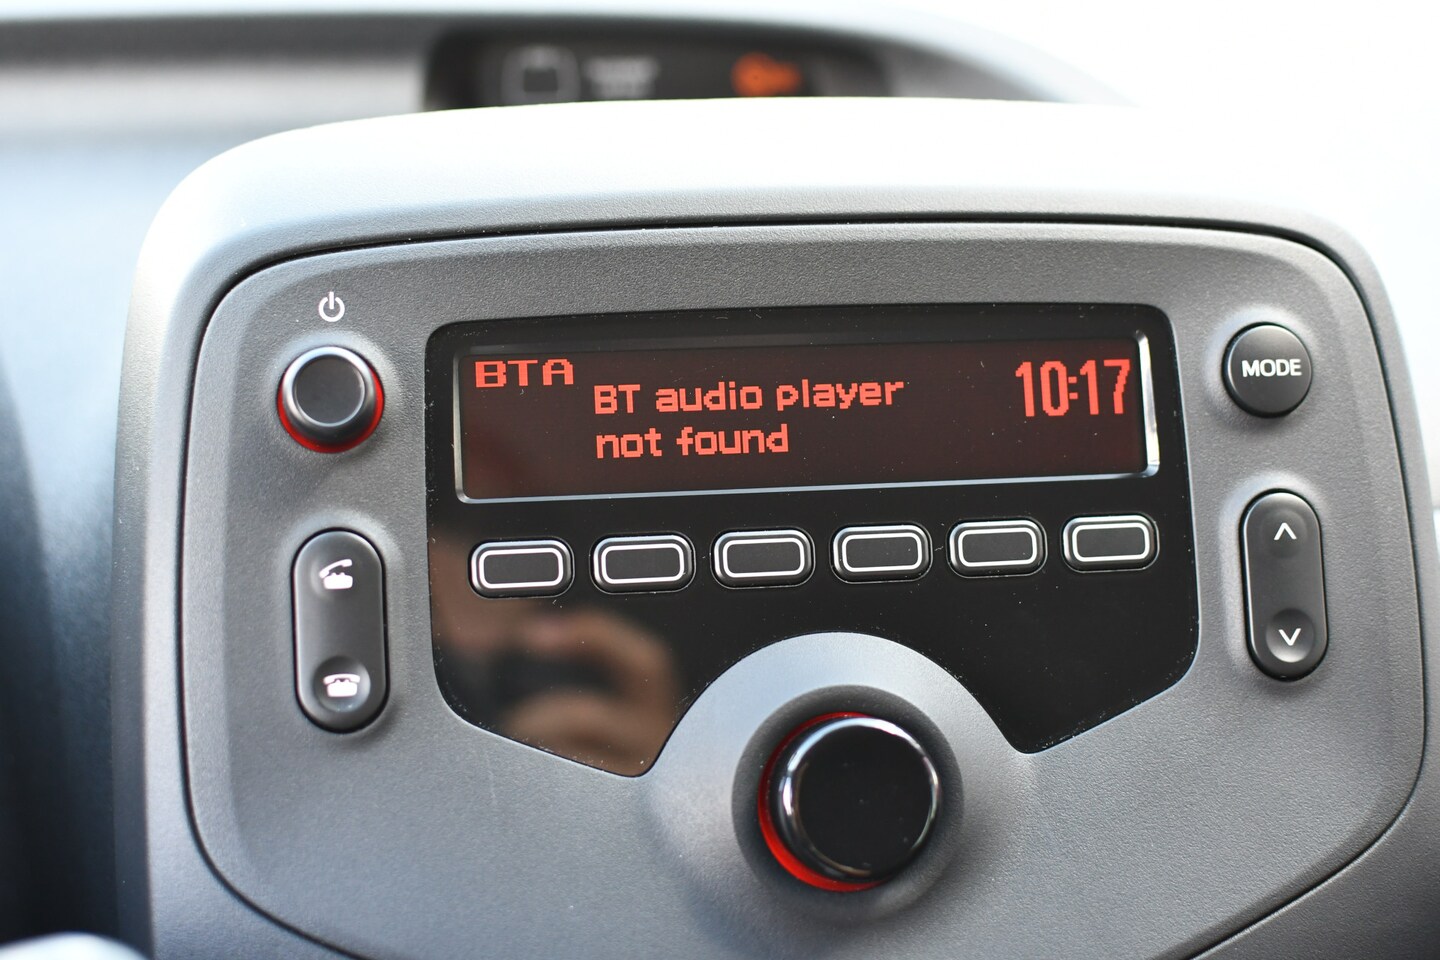 BTA
BT audio player
not found
10:17
MODE